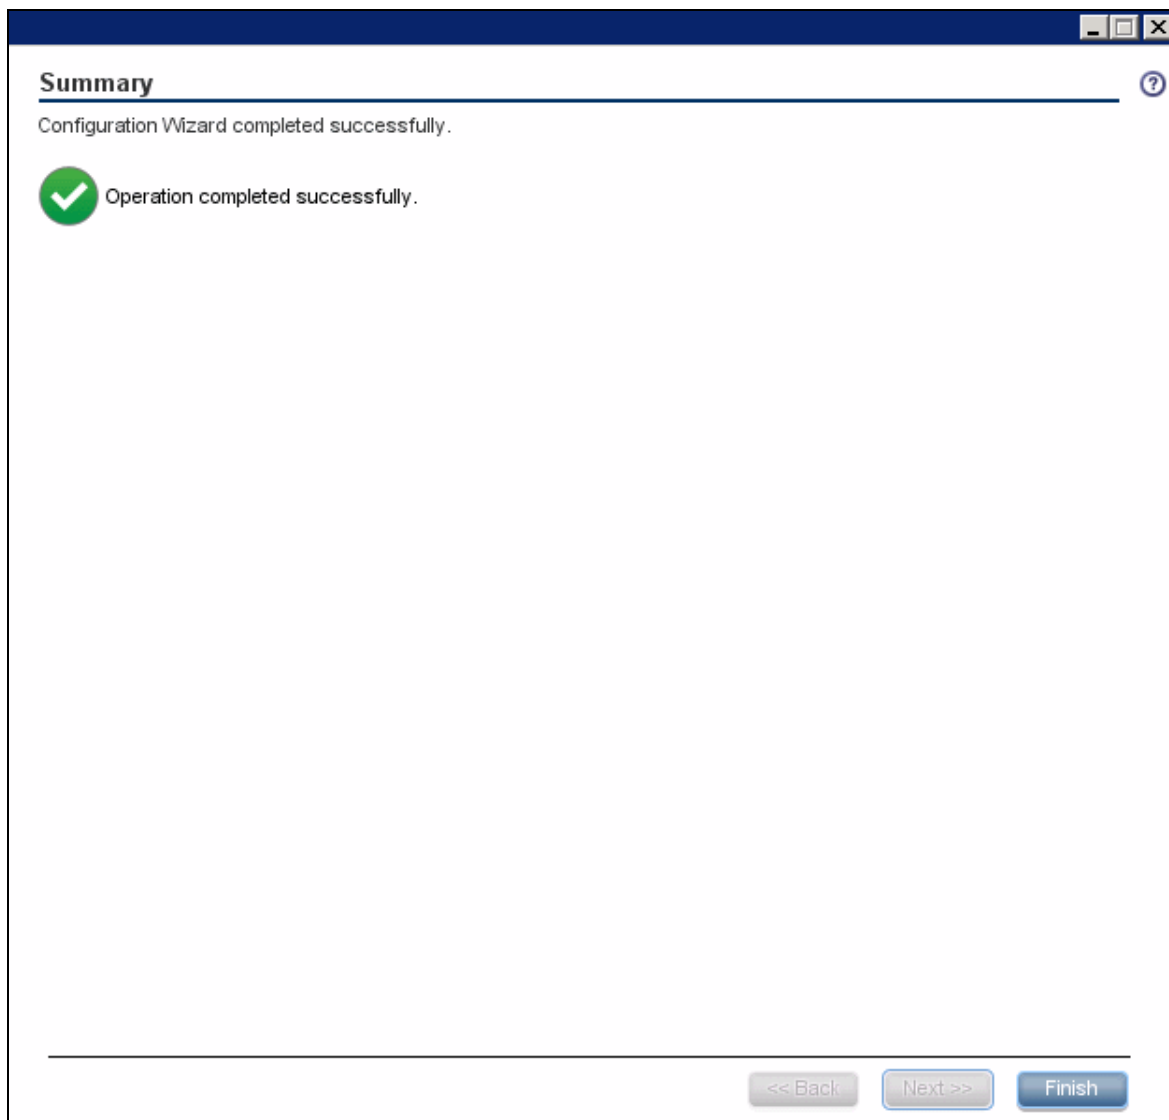 Summary
?
Configuration Wizard completed successfully.
Operation completed successfully.
<< Back
Next >>
Finish